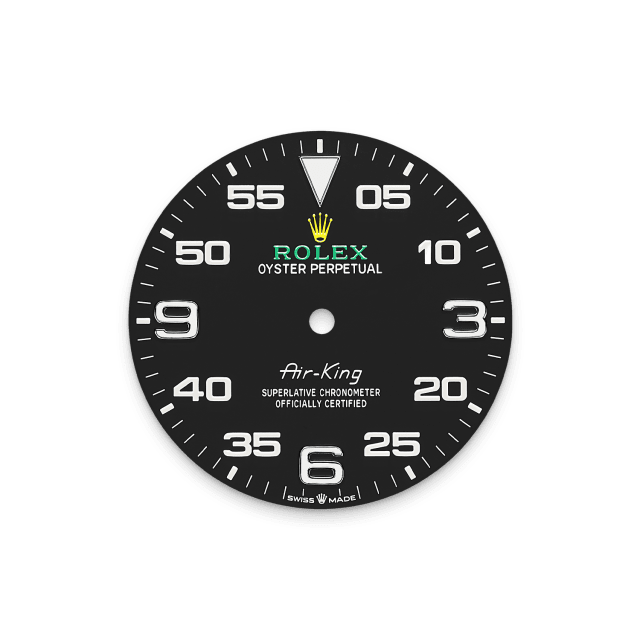 55 05
50 10
ROLEX
OYSTER PERPETUAL
9 3
Air-King
40 20
SUPERLATIVE CHRONOMETER
OFFICIALLY CERTIFIED
35 25
6
SWISS MADE